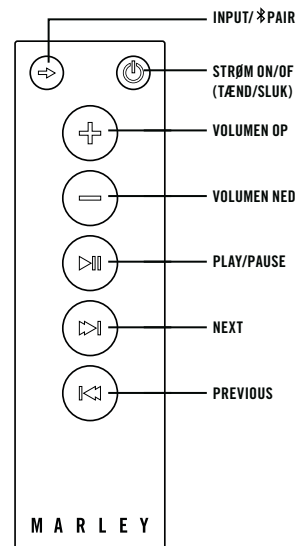 INPUT/ PAIR
STRØM ON/OF
(TÆND/SLUK)
VOLUMEN OP
VOLUMEN NED
PLAY/PAUSE
NEXT
PREVIOUS
MARLEY